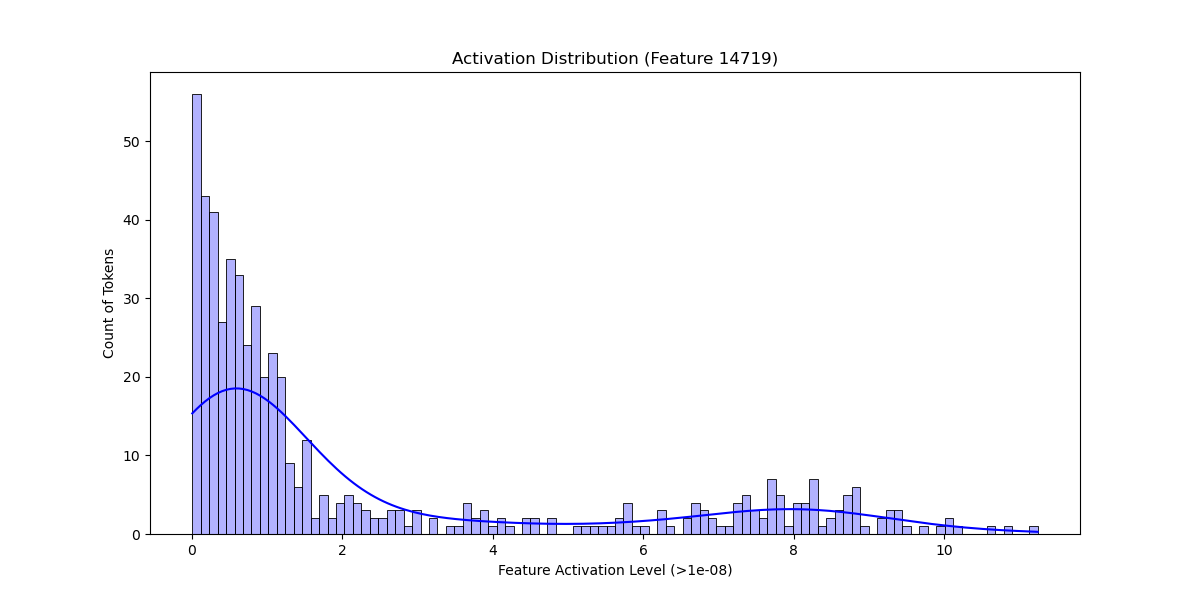 Activation Distribution (Feature 14719)
Count of Tokens
50
40
30
20
10
0
0 2 4 6 8 10
Feature Activation Level (>1e-08)